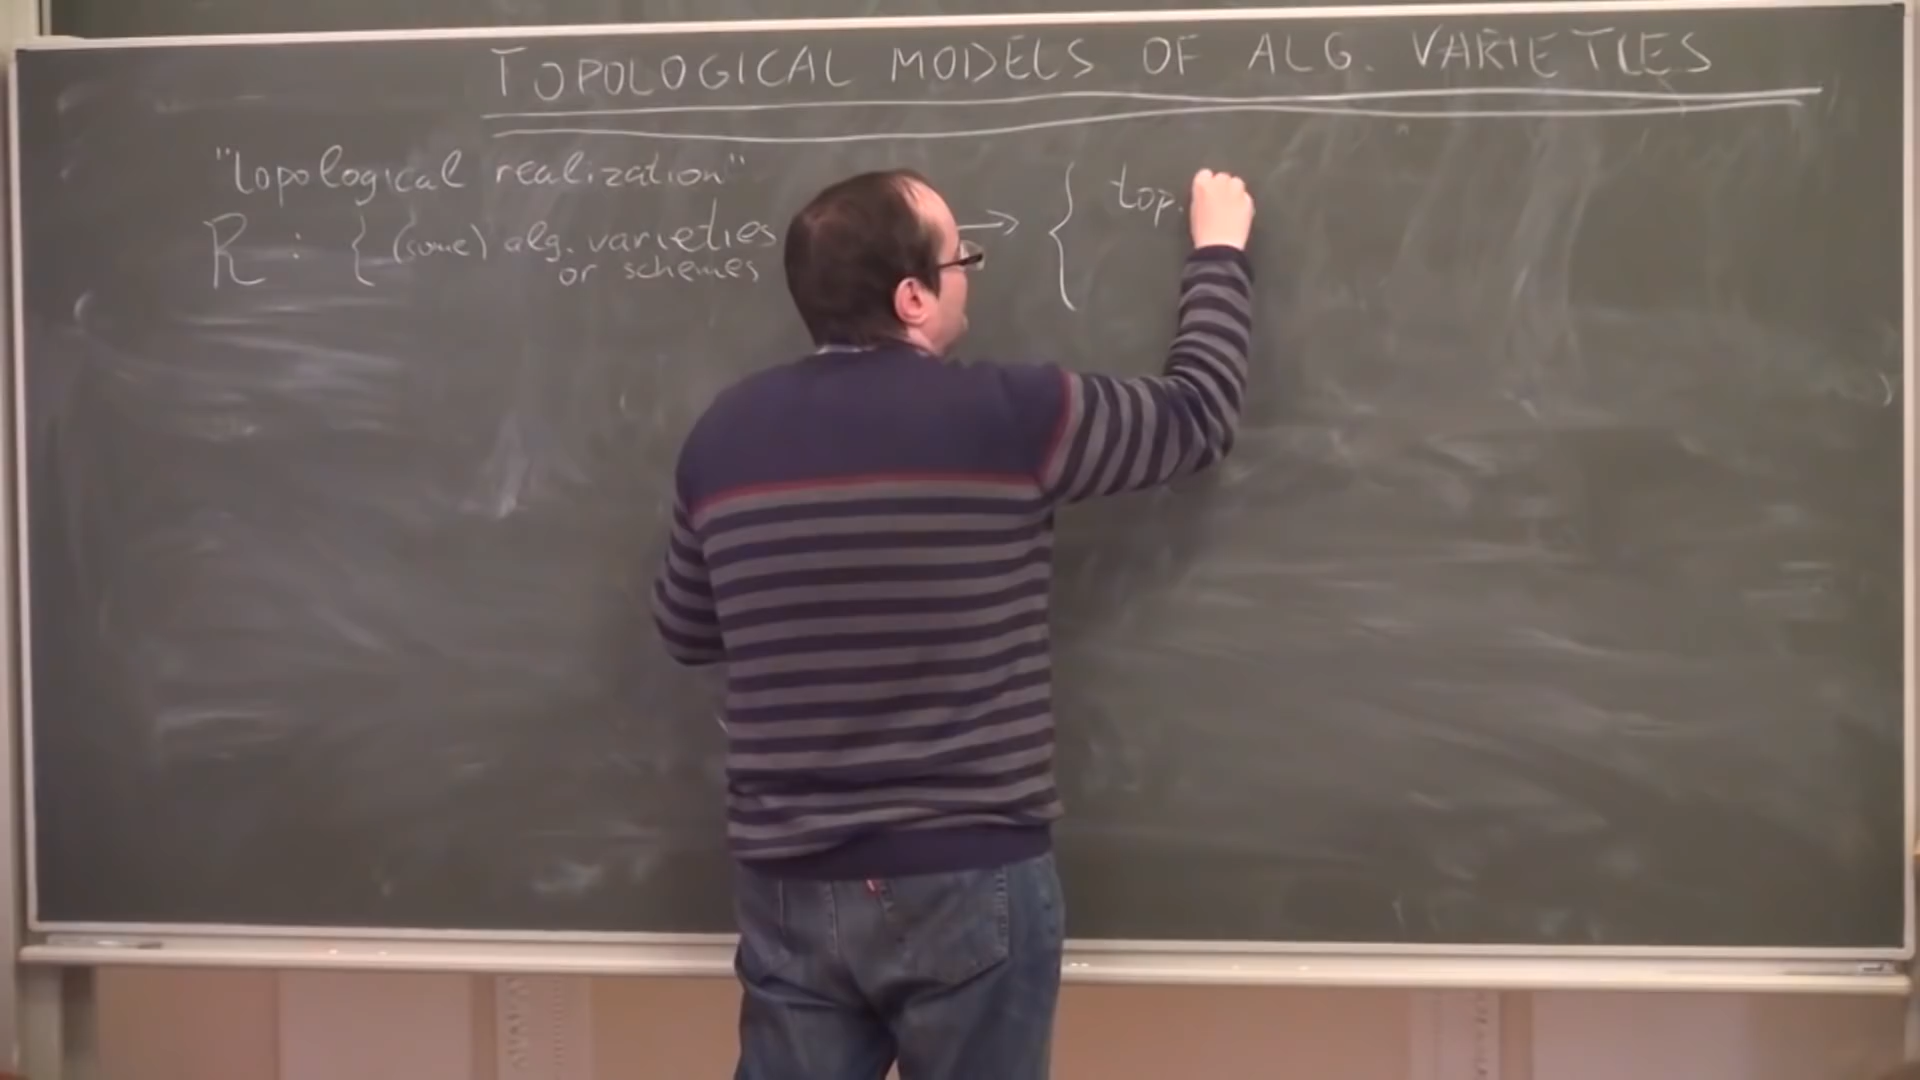 TOPOLOGICAL MODELS OF ALG. VARIETIES
"topological realization"
R : { (some) alg. varieties → { top.
or schemes